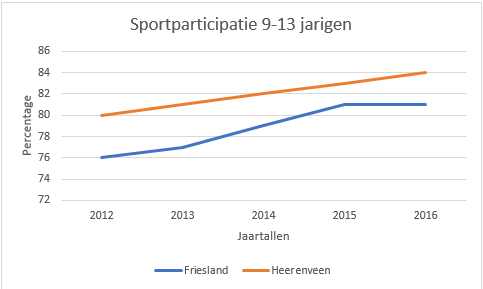 Sportparticipatie 9-13 jarigen
86
84
82
80
78
76
74
72
Percentage
2012 2013 2014 2015 2016
Jaartallen
Friesland Heerenveen